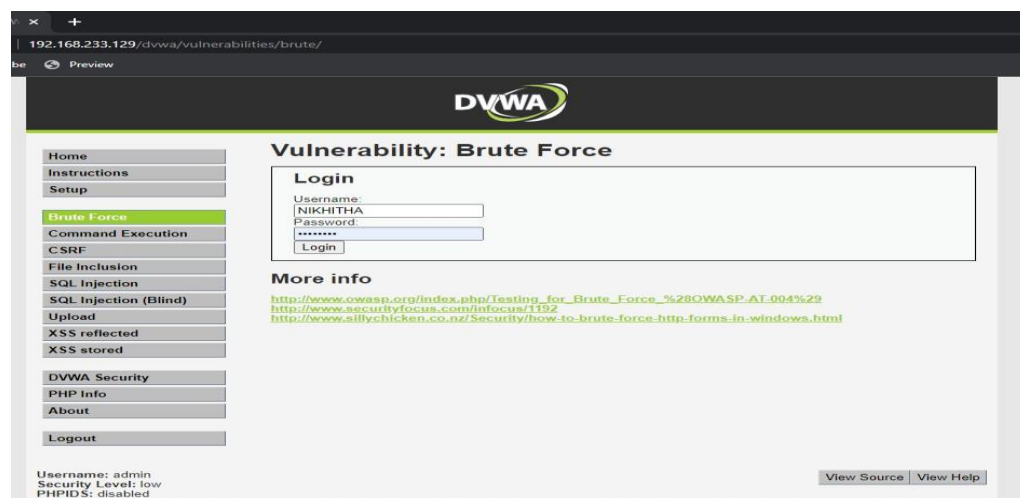 192.168.233.129/dvwa/vulnerabilities/brute/
be Preview
DVWA
Home
Instructions
Setup
Brute Force
Command Execution
CSRF
File Inclusion
SQL Injection
SQL Injection (Blind)
Upload
XSS reflected
XSS stored
DVWA Security
PHP Info
About
Logout
Username: admin
Security Level: low
PHPIDS: disabled
Vulnerability: Brute Force
Login
Username:
NIKHITHA
Password:
••••••••
Login
More info
http://www.owasp.org/index.php/Testing_for_Brute_Force_%28OWASP-AT-004%29
http://www.securityfocus.com/infocus/1192
http://www.sillychicken.co.nz/Security/how-to-brute-force-http-forms-in-windows.html
View Source View Help